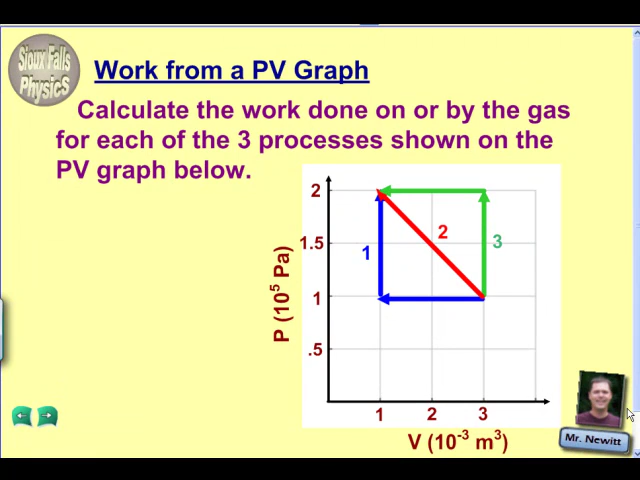 Sioux Falls
Physics
Work from a PV Graph
Calculate the work done on or by the gas
for each of the 3 processes shown on the
PV graph below.
2
1.5
1
.5
P (10⁵ Pa)
1
2
3
1 2 3
V (10⁻³ m³)
Mr. Newitt